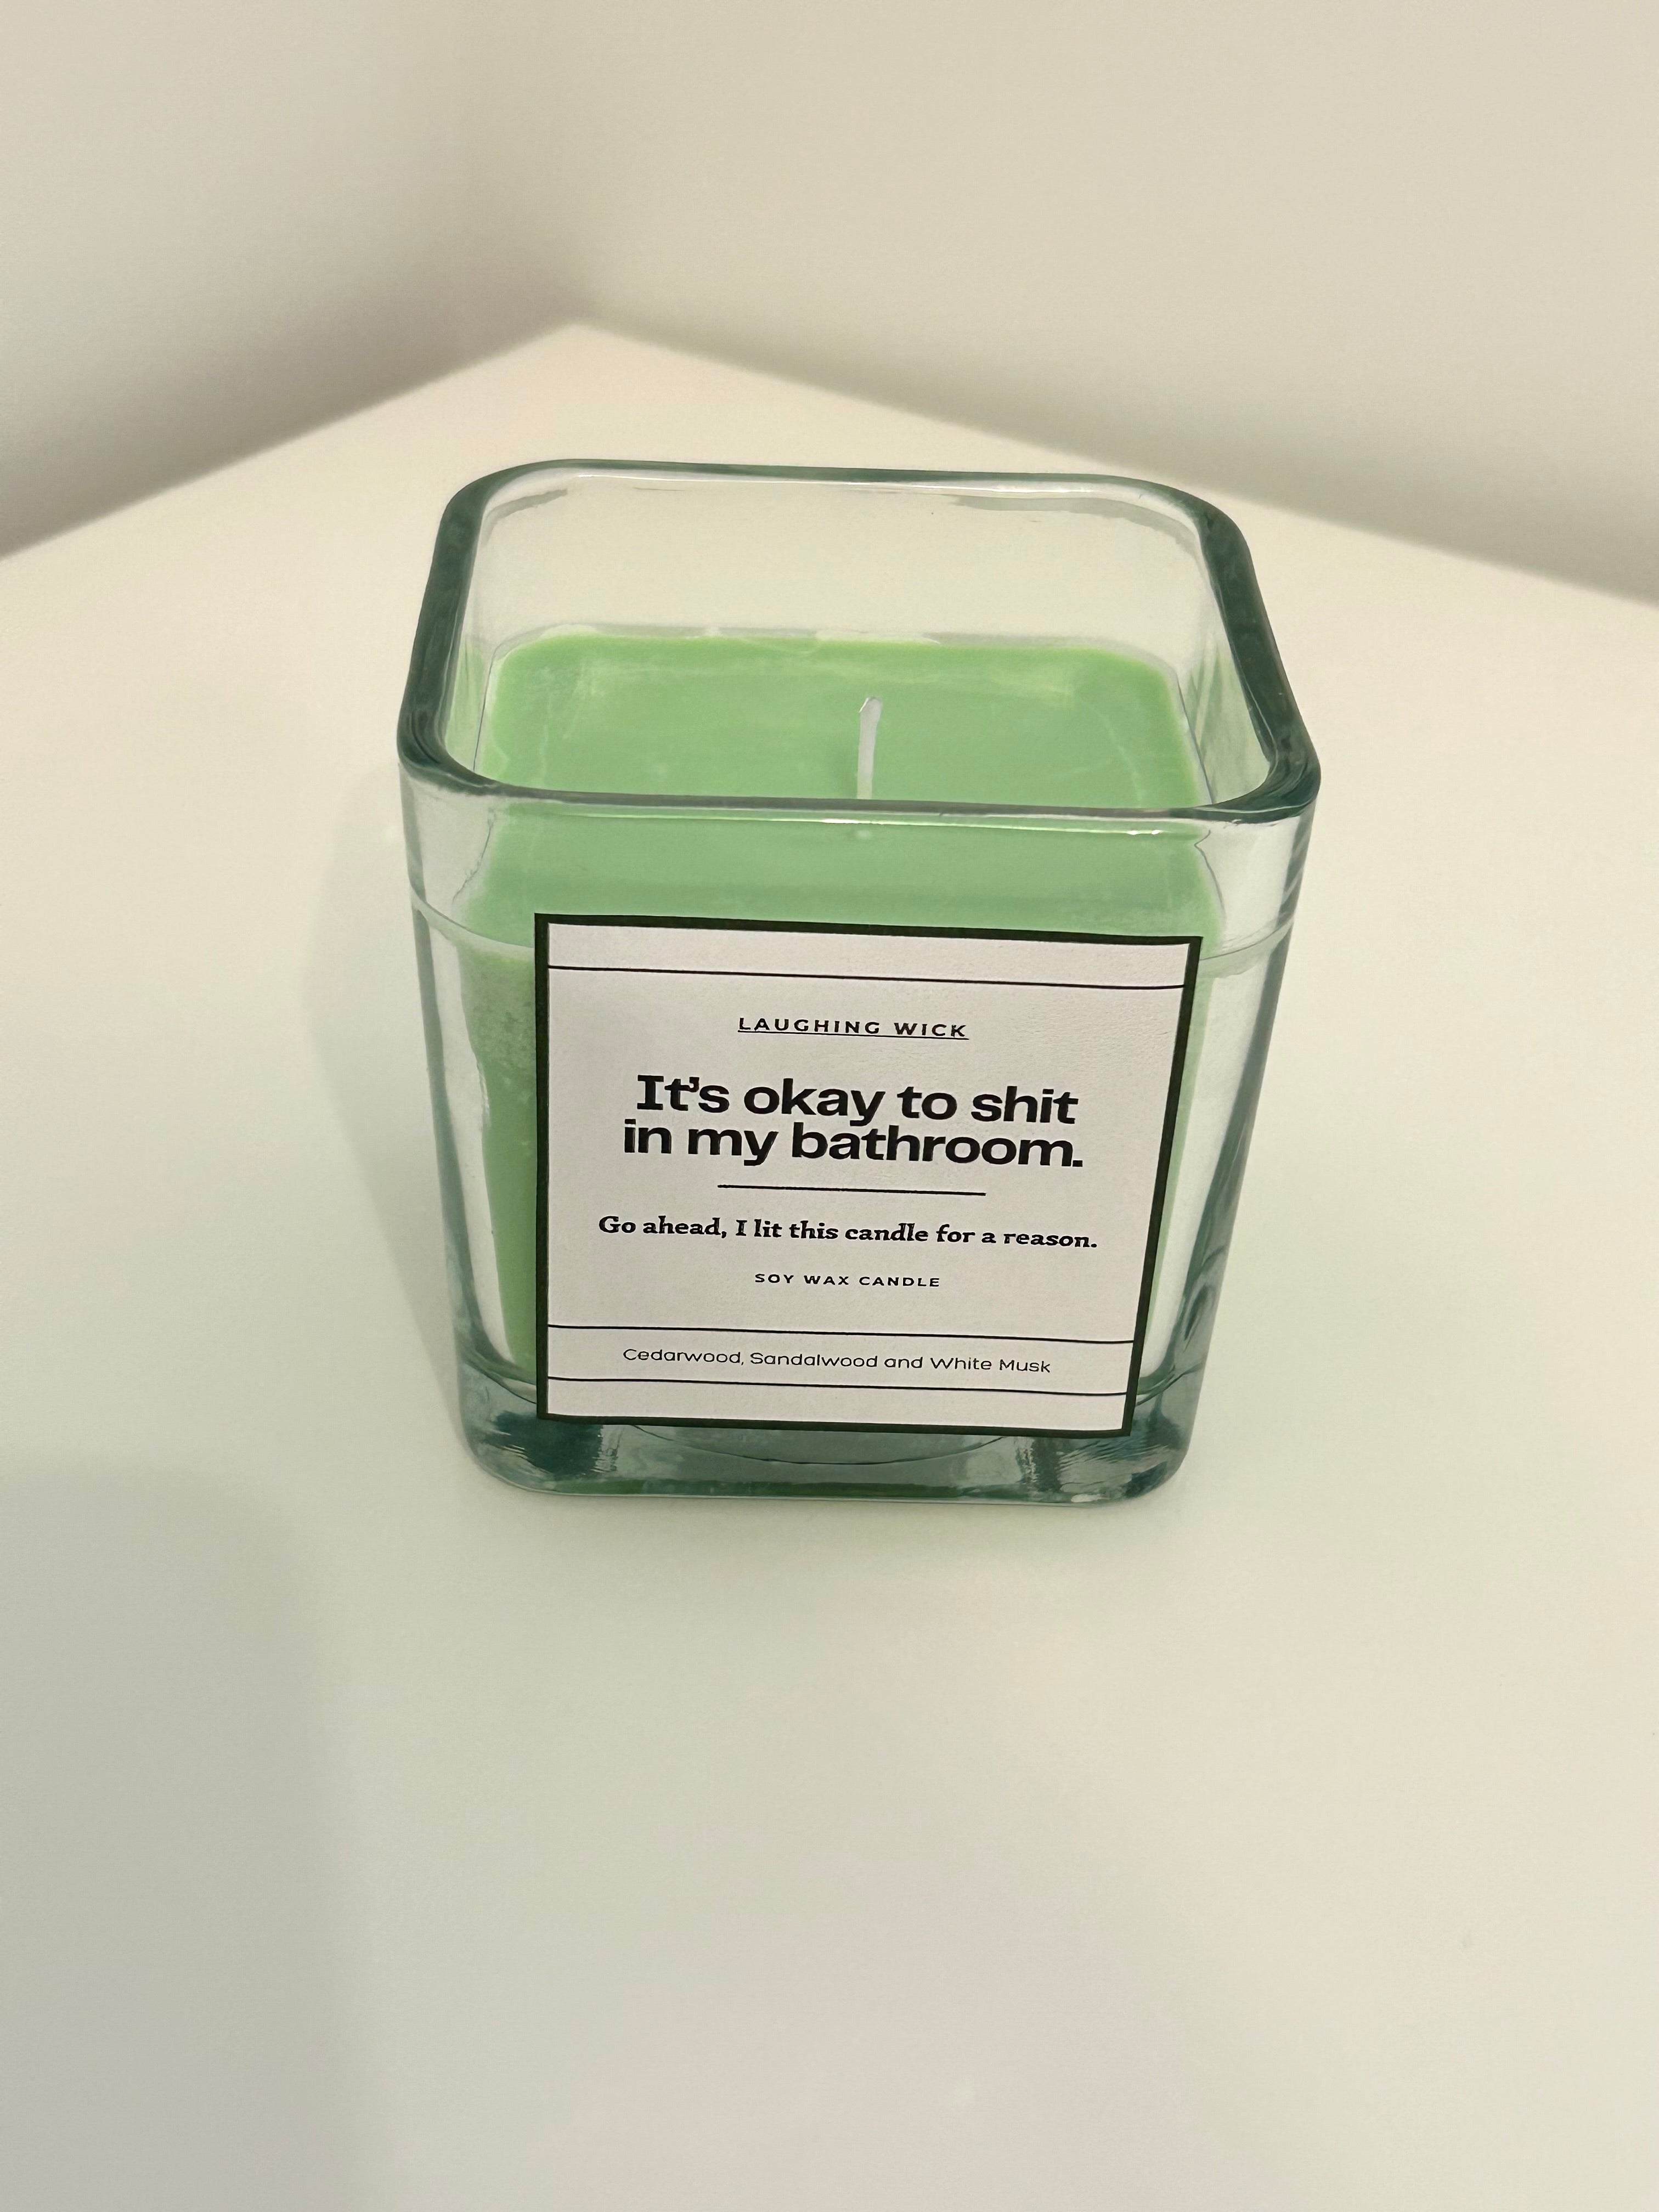 LAUGHING WICK
It's okay to shit
in my bathroom.
Go ahead, I lit this candle for a reason.
SOY WAX CANDLE
Cedarwood, Sandalwood and White Musk